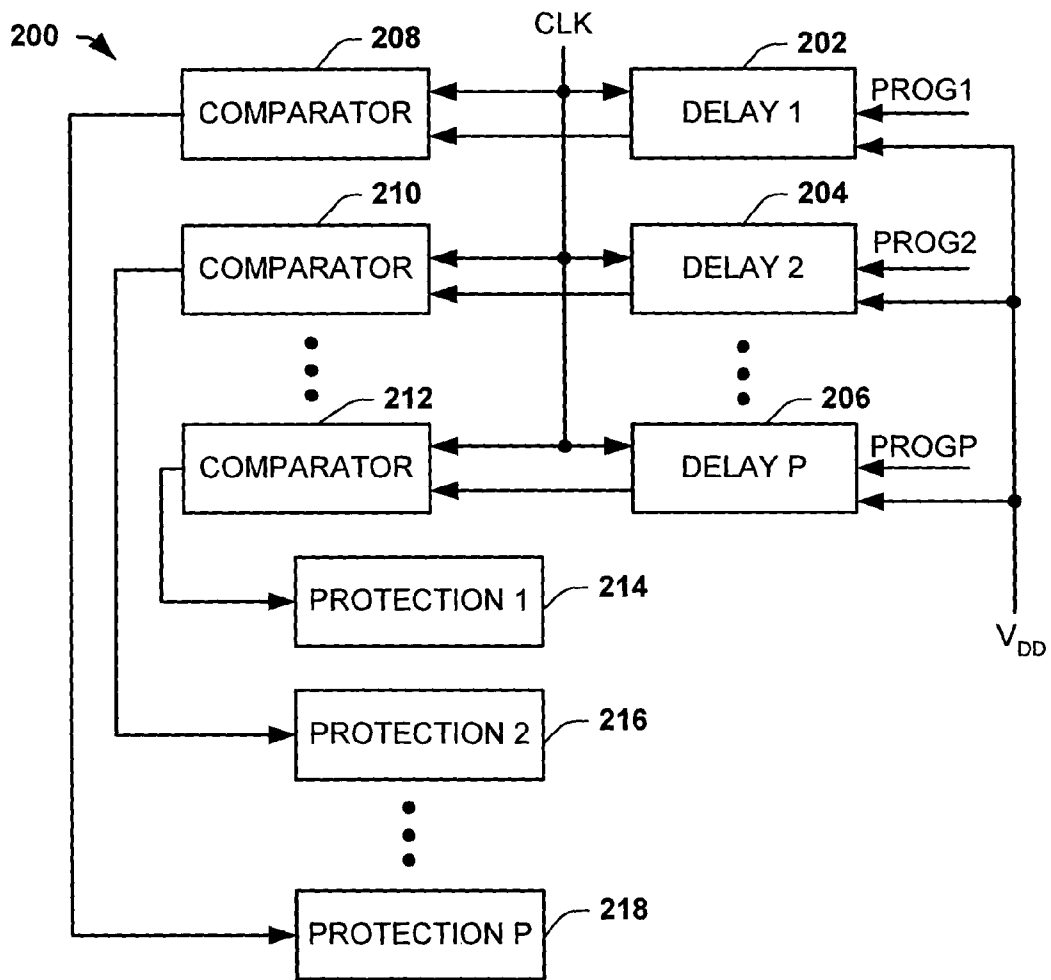 200
208
CLK
202
COMPARATOR
DELAY 1
PROG1
210
204
COMPARATOR
DELAY 2
PROG2
212
206
COMPARATOR
DELAY P
PROGP
PROTECTION 1
214
VDD
PROTECTION 2
216
PROTECTION P
218